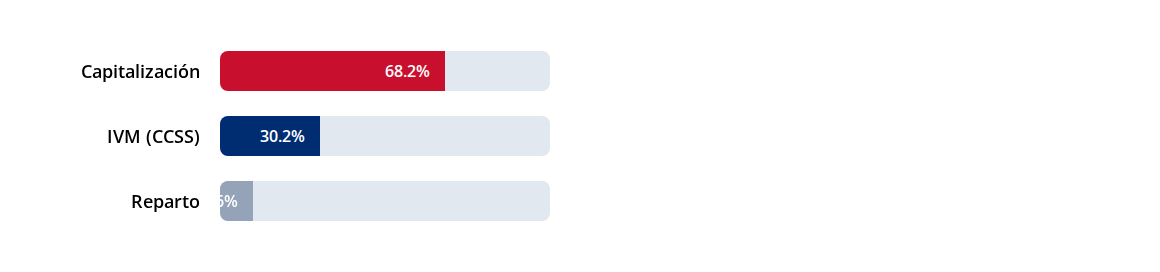 Capitalización 68.2%
IVM (CCSS) 30.2%
Reparto